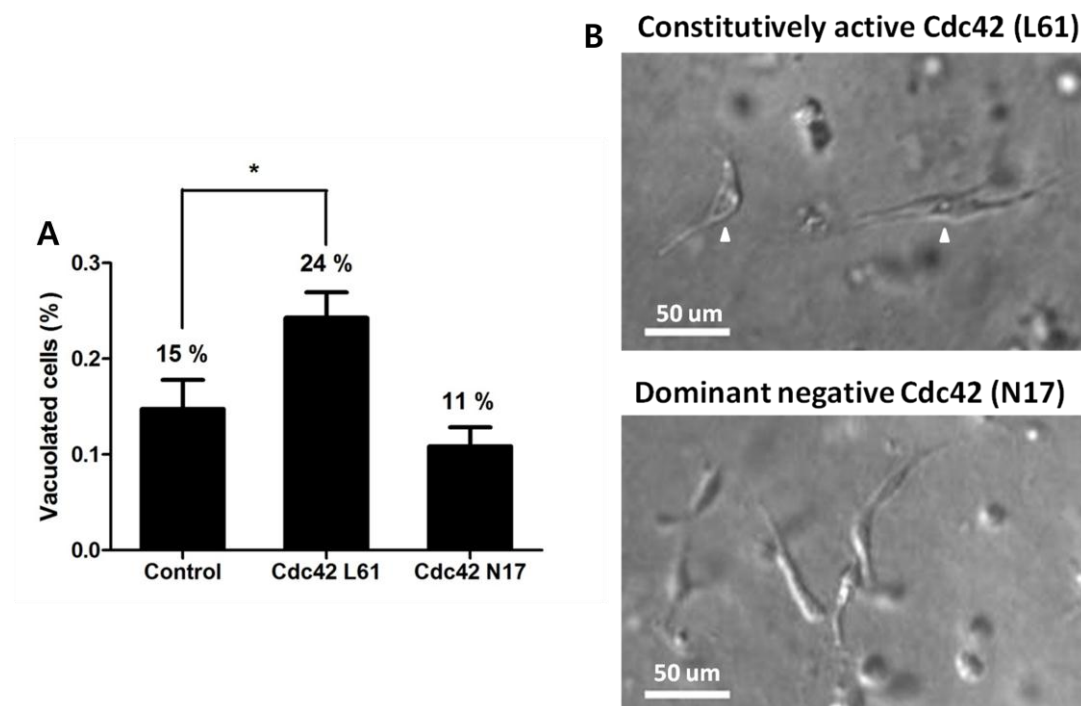 A
*
24 %
15 %
11 %
Vacuolated cells (%)
0.3
0.2
0.1
0.0
Control
Cdc42 L61
Cdc42 N17
B
Constitutively active Cdc42 (L61)
50 um
Dominant negative Cdc42 (N17)
50 um